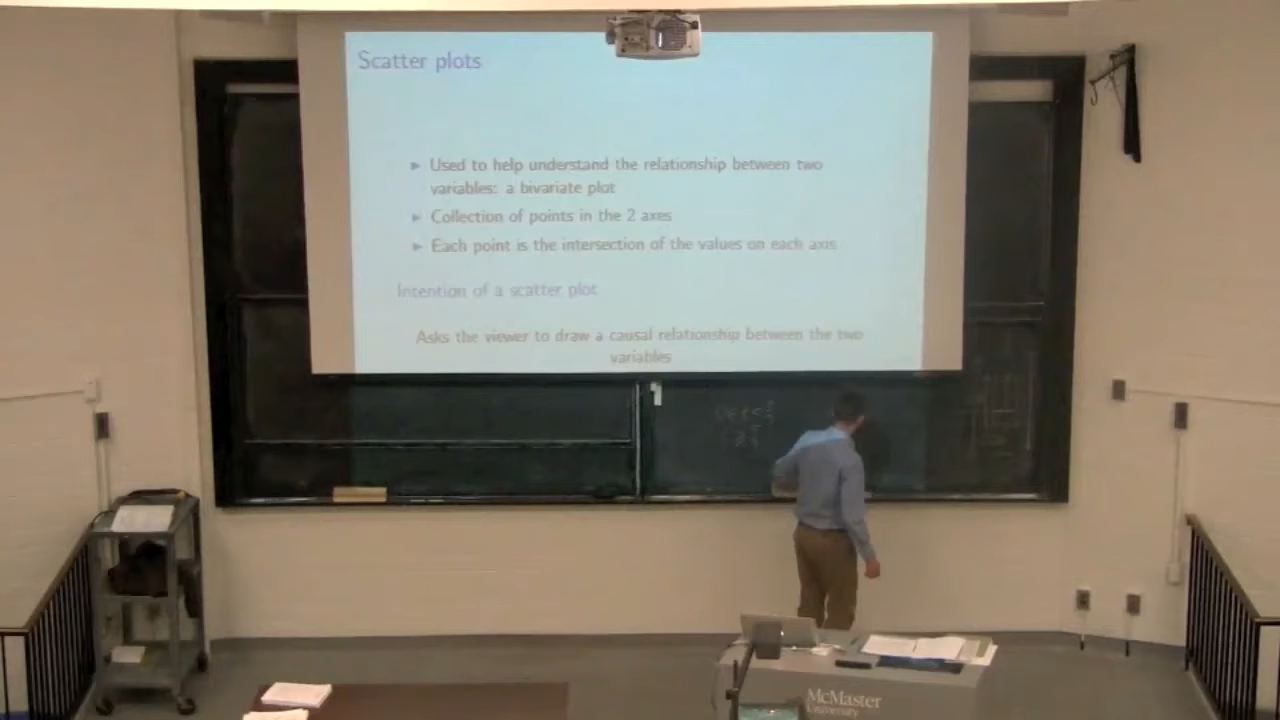 Scatter plots
► Used to help understand the relationship between two
variables: a bivariate plot
► Collection of points in the 2 axes
► Each point is the intersection of the values on each axis
Intention of a scatter plot
Asks the viewer to draw a causal relationship between the two
variables
McMaster
University